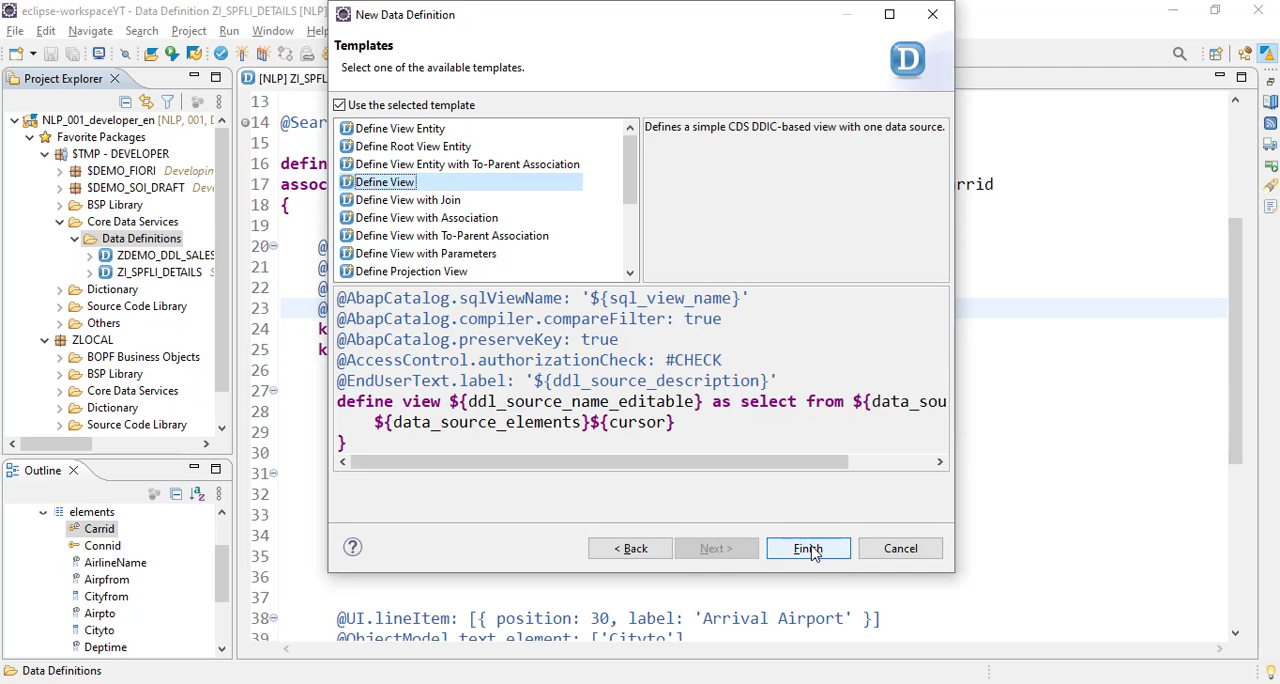 eclipse-workspaceYT - Data Definition ZI_SPFLI_DETAILS [NLP]
File Edit Navigate Search Project Run Window Help
Project Explorer
NLP_001_developer_en [NLP, 001,
Favorite Packages
$TMP - DEVELOPER
$DEMO_FIORI Developin
$DEMO_SOI_DRAFT Deve
BSP Library
Core Data Services
Data Definitions
ZDEMO_DDL_SALES
ZI_SPFLI_DETAILS
Dictionary
Source Code Library
Others
ZLOCAL
BOPF Business Objects
BSP Library
Core Data Services
Dictionary
Source Code Library
Outline
elements
Carrid
Connid
AirlineName
Airpfrom
Cityfrom
Airpto
Cityto
Deptime
Data Definitions
[NLP] ZI_SPFL
13
14 @Sear
15
16 defin
17 assoc
arrid
18 {
19
20 @
21 @
22 @
23 @
24 k
25 k
26
27
28
29
30
31
32
33
34
35
36
37
38 @UI.lineItem: [{ position: 30, label: 'Arrival Airport' }]
39 @ObjectModel.text.element: ['Cityto']
New Data Definition
Templates
Select one of the available templates.
D
Use the selected template
Define View Entity
Define Root View Entity
Define View Entity with To-Parent Association
Define View
Define View with Join
Define View with Association
Define View with To-Parent Association
Define View with Parameters
Define Projection View
Defines a simple CDS DDIC-based view with one data source.
@AbapCatalog.sqlViewName: '${sql_view_name}'
@AbapCatalog.compiler.compareFilter: true
@AbapCatalog.preserveKey: true
@AccessControl.authorizationCheck: #CHECK
@EndUserText.label: '${ddl_source_description}'
define view ${ddl_source_name_editable} as select from ${data_sou
${data_source_elements}${cursor}
}
?
< Back Next > Finish Cancel